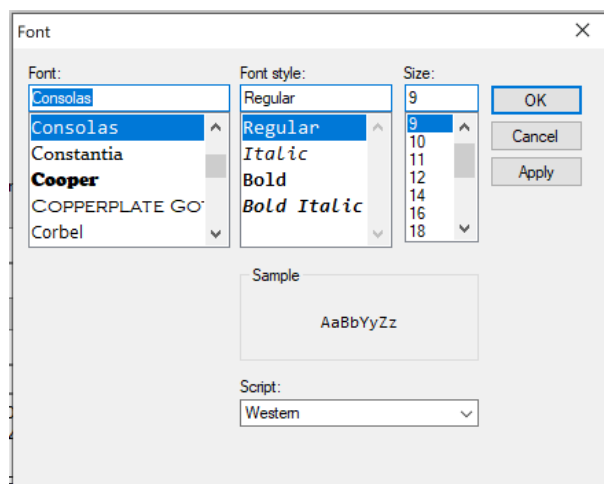 Font
Font: Font style: Size:
Consolas Regular 9
OK
Cancel
Apply
Consolas
Constantia
Cooper
COPPERPLATE GOT
Corbel
Regular
Italic
Bold
Bold Italic
9
10
11
12
14
16
18
Sample
AaBbYyZz
Script:
Western